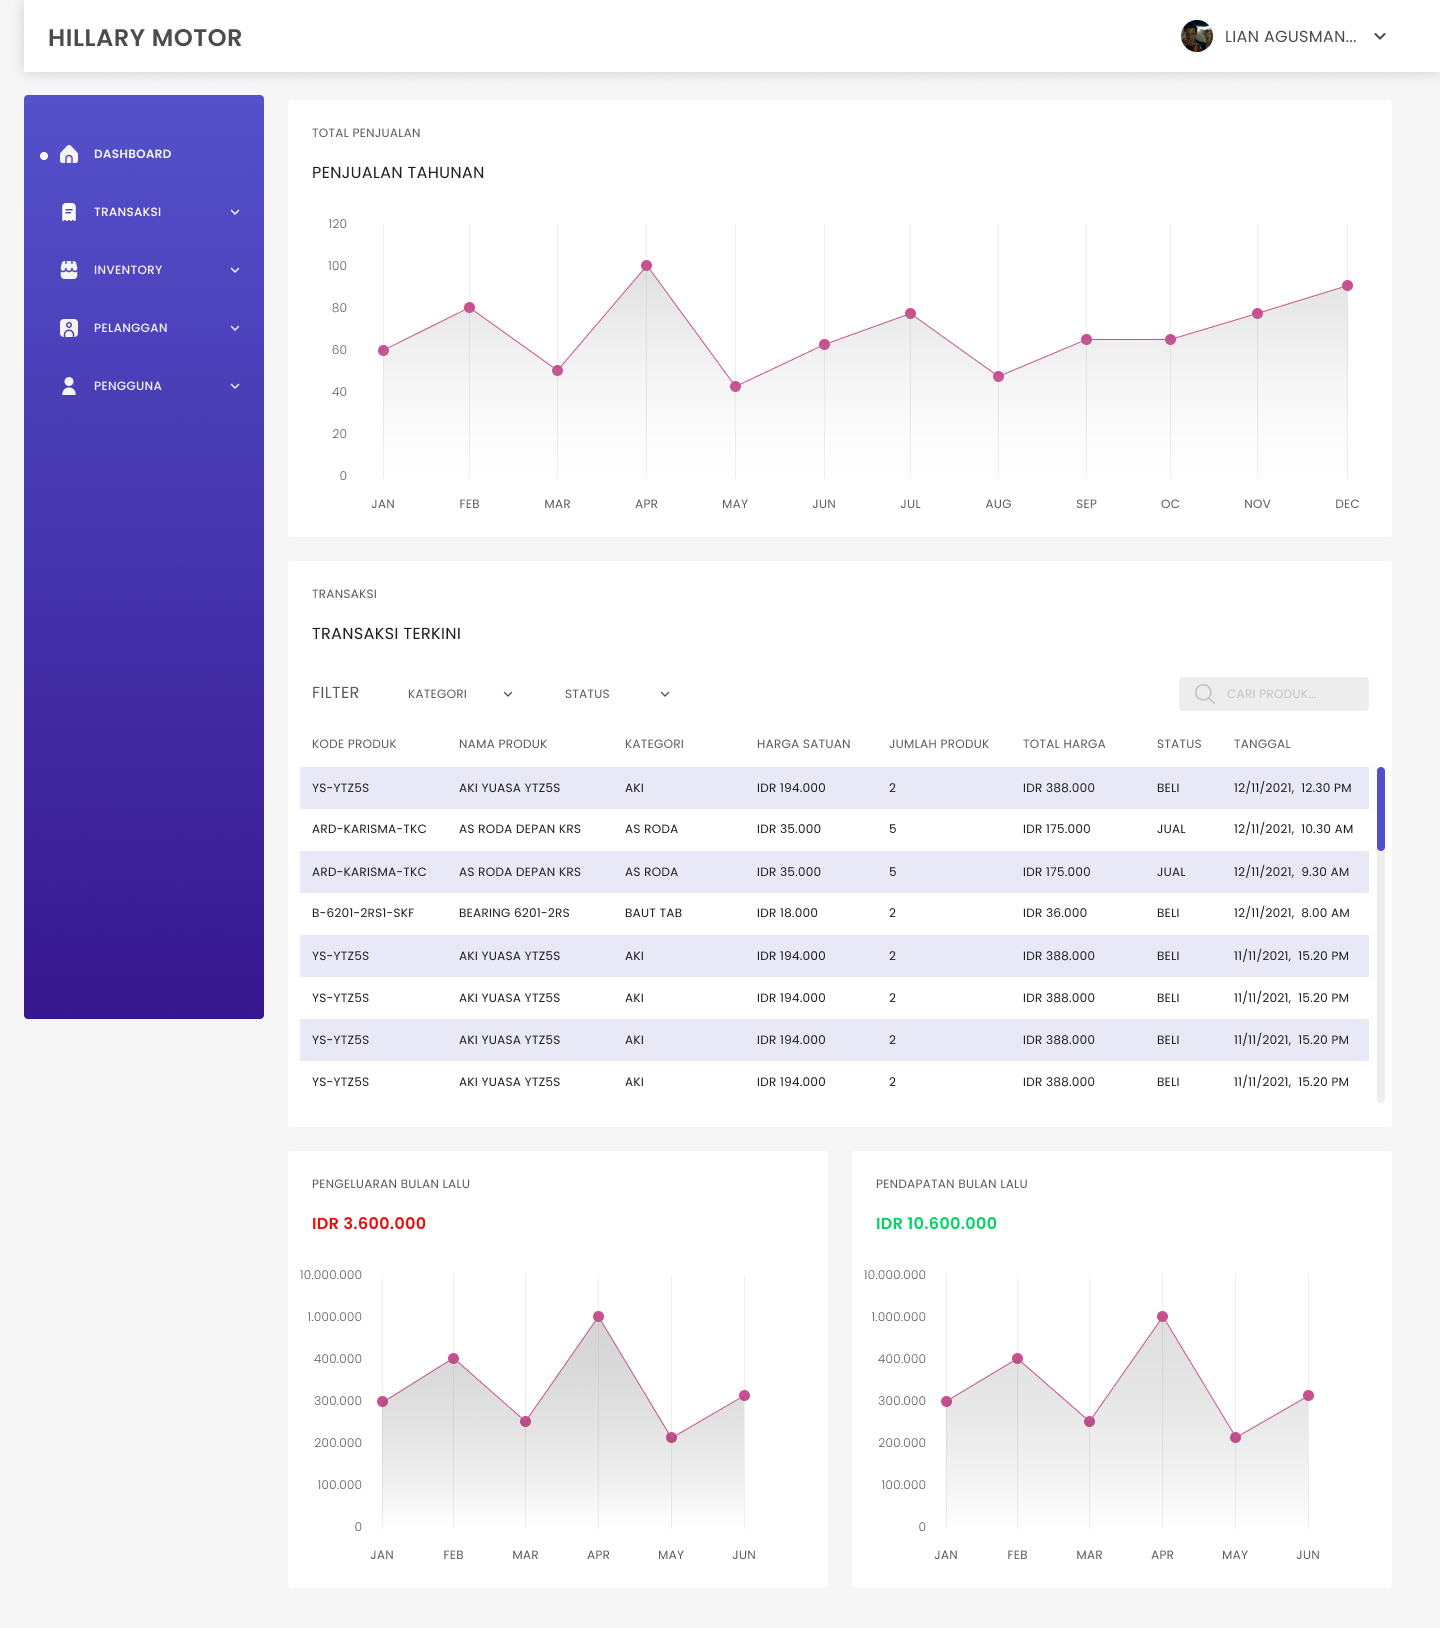 HILLARY MOTOR
LIAN AGUSMAN...
DASHBOARD
TRANSAKSI
INVENTORY
PELANGGAN
PENGGUNA
TOTAL PENJUALAN
PENJUALAN TAHUNAN
120
100
80
60
40
20
0
JAN FEB MAR APR MAY JUN JUL AUG SEP OC NOV DEC
TRANSAKSI
TRANSAKSI TERKINI
FILTER KATEGORI STATUS CARI PRODUK...
KODE PRODUK NAMA PRODUK KATEGORI HARGA SATUAN JUMLAH PRODUK TOTAL HARGA STATUS TANGGAL
YS-YTZ5S AKI YUASA YTZ5S AKI IDR 194.000 2 IDR 388.000 BELI 12/11/2021, 12.30 PM
ARD-KARISMA-TKC AS RODA DEPAN KRS AS RODA IDR 35.000 5 IDR 175.000 JUAL 12/11/2021, 10.30 AM
ARD-KARISMA-TKC AS RODA DEPAN KRS AS RODA IDR 35.000 5 IDR 175.000 JUAL 12/11/2021, 9.30 AM
B-6201-2RS1-SKF BEARING 6201-2RS BAUT TAB IDR 18.000 2 IDR 36.000 BELI 12/11/2021, 8.00 AM
YS-YTZ5S AKI YUASA YTZ5S AKI IDR 194.000 2 IDR 388.000 BELI 11/11/2021, 15.20 PM
YS-YTZ5S AKI YUASA YTZ5S AKI IDR 194.000 2 IDR 388.000 BELI 11/11/2021, 15.20 PM
YS-YTZ5S AKI YUASA YTZ5S AKI IDR 194.000 2 IDR 388.000 BELI 11/11/2021, 15.20 PM
YS-YTZ5S AKI YUASA YTZ5S AKI IDR 194.000 2 IDR 388.000 BELI 11/11/2021, 15.20 PM
PENGELUARAN BULAN LALU
IDR 3.600.000
10.000.000
1.000.000
400.000
300.000
200.000
100.000
0
JAN FEB MAR APR MAY JUN
PENDAPATAN BULAN LALU
IDR 10.600.000
10.000.000
1.000.000
400.000
300.000
200.000
100.000
0
JAN FEB MAR APR MAY JUN